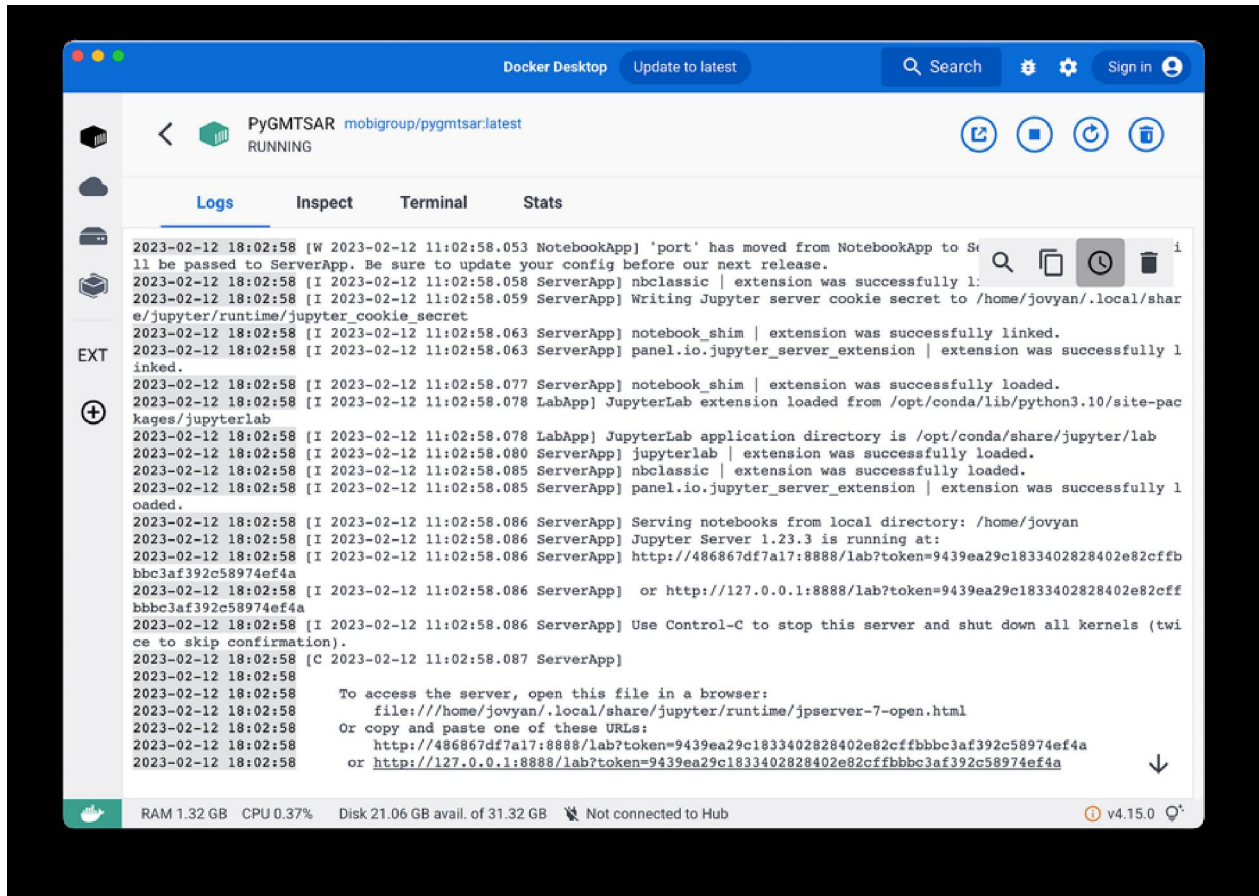 Docker Desktop Update to latest Search Sign in
PyGMTSAR mobigroup/pygmtsar:latest
RUNNING
Logs Inspect Terminal Stats
2023-02-12 18:02:58 [W 2023-02-12 11:02:58.053 NotebookApp] 'port' has moved from NotebookApp to i
ll be passed to ServerApp. Be sure to update your config before our next release.
2023-02-12 18:02:58 [I 2023-02-12 11:02:58.058 ServerApp] nbclassic | extension was successfully
2023-02-12 18:02:58 [I 2023-02-12 11:02:58.059 ServerApp] Writing Jupyter server cookie secret to /home/jovyan/.local/shar
e/jupyter/runtime/jupyter_cookie_secret
2023-02-12 18:02:58 [I 2023-02-12 11:02:58.063 ServerApp] notebook_shim | extension was successfully linked.
2023-02-12 18:02:58 [I 2023-02-12 11:02:58.063 ServerApp] panel.io.jupyter_server_extension | extension was successfully l
inked.
2023-02-12 18:02:58 [I 2023-02-12 11:02:58.077 ServerApp] notebook_shim | extension was successfully loaded.
2023-02-12 18:02:58 [I 2023-02-12 11:02:58.078 LabApp] JupyterLab extension loaded from /opt/conda/lib/python3.10/site-pac
kages/jupyterlab
2023-02-12 18:02:58 [I 2023-02-12 11:02:58.078 LabApp] JupyterLab application directory is /opt/conda/share/jupyter/lab
2023-02-12 18:02:58 [I 2023-02-12 11:02:58.080 ServerApp] jupyterlab | extension was successfully loaded.
2023-02-12 18:02:58 [I 2023-02-12 11:02:58.085 ServerApp] nbclassic | extension was successfully loaded.
2023-02-12 18:02:58 [I 2023-02-12 11:02:58.085 ServerApp] panel.io.jupyter_server_extension | extension was successfully l
oaded.
2023-02-12 18:02:58 [I 2023-02-12 11:02:58.086 ServerApp] Serving notebooks from local directory: /home/jovyan
2023-02-12 18:02:58 [I 2023-02-12 11:02:58.086 ServerApp] Jupyter Server 1.23.3 is running at:
2023-02-12 18:02:58 [I 2023-02-12 11:02:58.086 ServerApp] http://486867df7a17:8888/lab?token=9439ea29c1833402828402e82cffb
bbc3af392c58974ef4a
2023-02-12 18:02:58 [I 2023-02-12 11:02:58.086 ServerApp]  or http://127.0.0.1:8888/lab?token=9439ea29c1833402828402e82cff
bbbc3af392c58974ef4a
2023-02-12 18:02:58 [I 2023-02-12 11:02:58.086 ServerApp] Use Control-C to stop this server and shut down all kernels (twi
ce to skip confirmation).
2023-02-12 18:02:58 [C 2023-02-12 11:02:58.087 ServerApp]
2023-02-12 18:02:58
2023-02-12 18:02:58 To access the server, open this file in a browser:
2023-02-12 18:02:58 file:///home/jovyan/.local/share/jupyter/runtime/jpserver-7-open.html
2023-02-12 18:02:58 Or copy and paste one of these URLs:
2023-02-12 18:02:58 http://486867df7a17:8888/lab?token=9439ea29c1833402828402e82cffbbbc3af392c58974ef4a
2023-02-12 18:02:58 or http://127.0.0.1:8888/lab?token=9439ea29c1833402828402e82cffbbbc3af392c58974ef4a
EXT
RAM 1.32 GB CPU 0.37% Disk 21.06 GB avail. of 31.32 GB Not connected to Hub v4.15.0